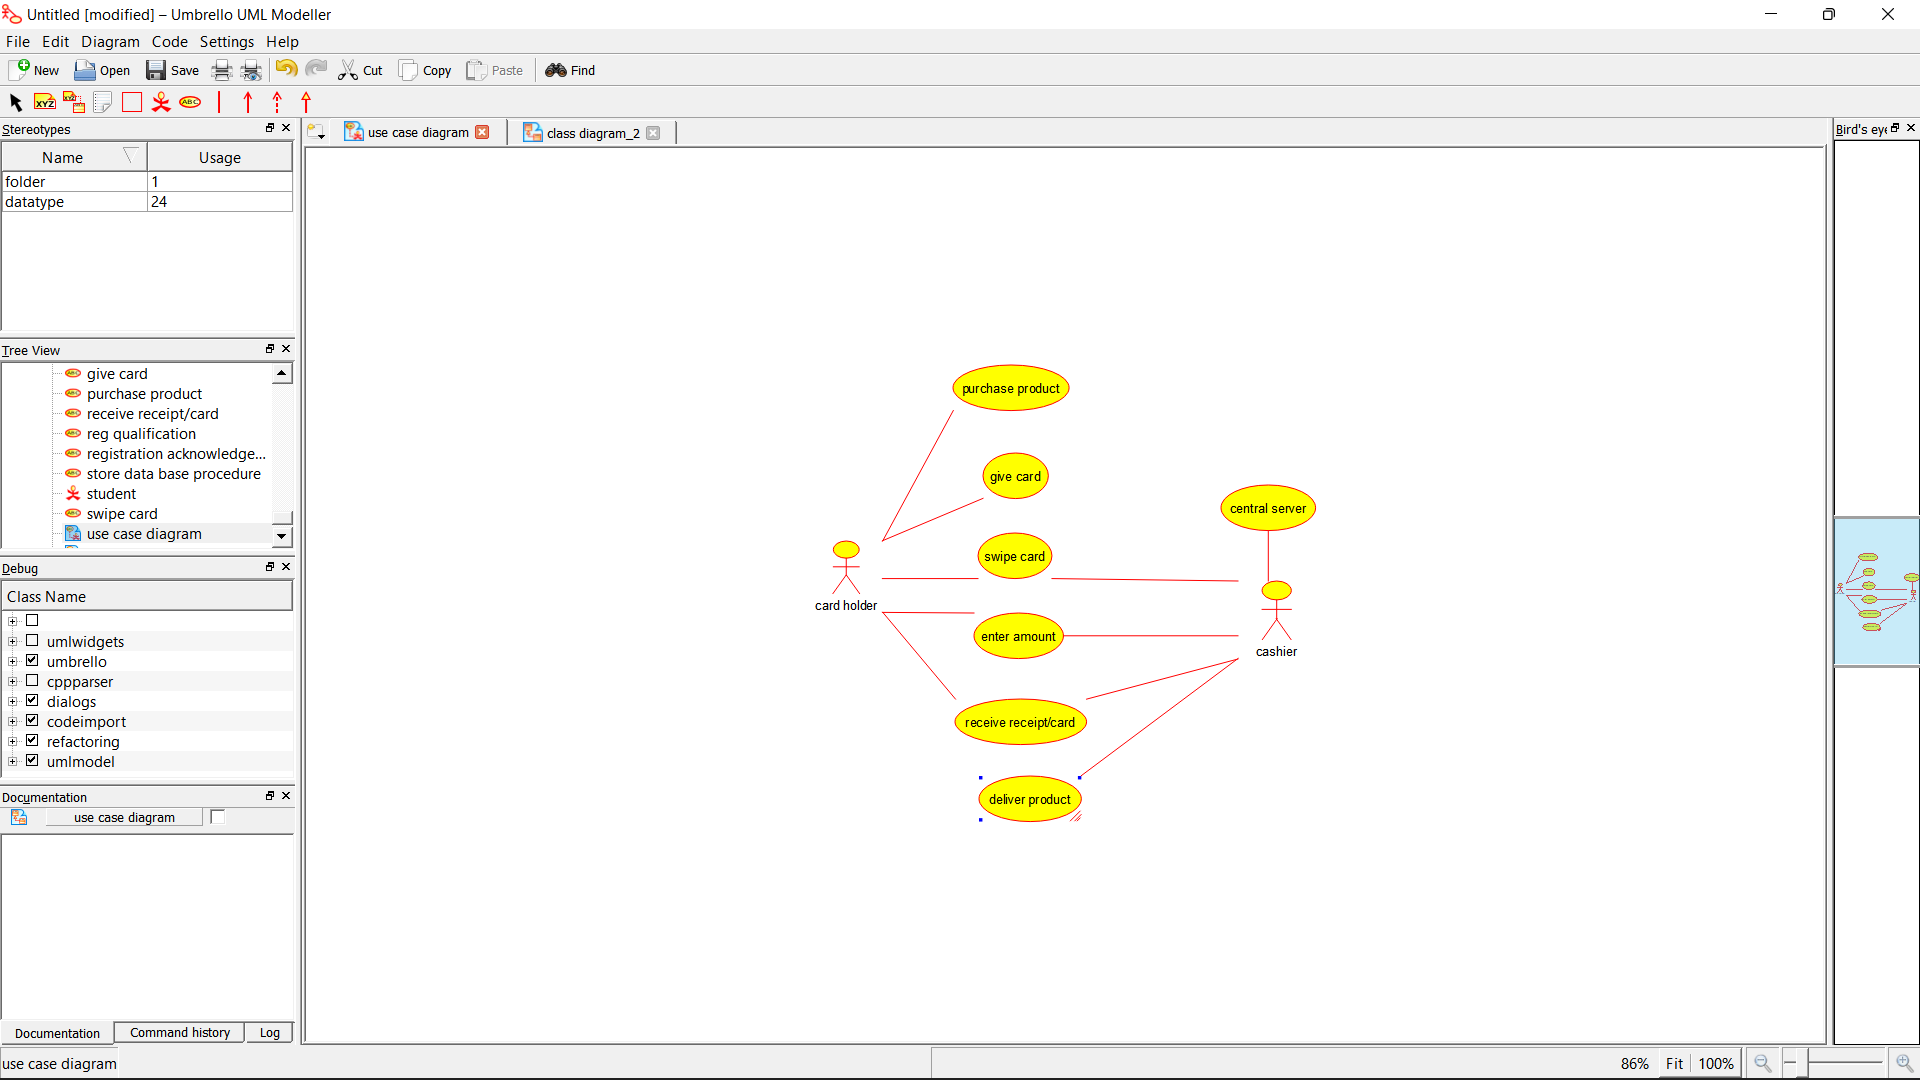 Untitled [modified] – Umbrello UML Modeller
File Edit Diagram Code Settings Help
New Open Save Cut Copy Paste Find
XYZ XYZ ABC
Stereotypes
Name Usage
folder 1
datatype 24
Tree View
give card
purchase product
receive receipt/card
reg qualification
registration acknowledge...
store data base procedure
student
swipe card
use case diagram
Debug
Class Name
umlwidgets
umbrello
cppparser
dialogs
codeimport
refactoring
umlmodel
Documentation
use case diagram
Documentation Command history Log
use case diagram class diagram_2
purchase product
give card
central server
swipe card
card holder
enter amount
cashier
receive receipt/card
deliver product
Bird's eye
use case diagram
86% Fit 100%